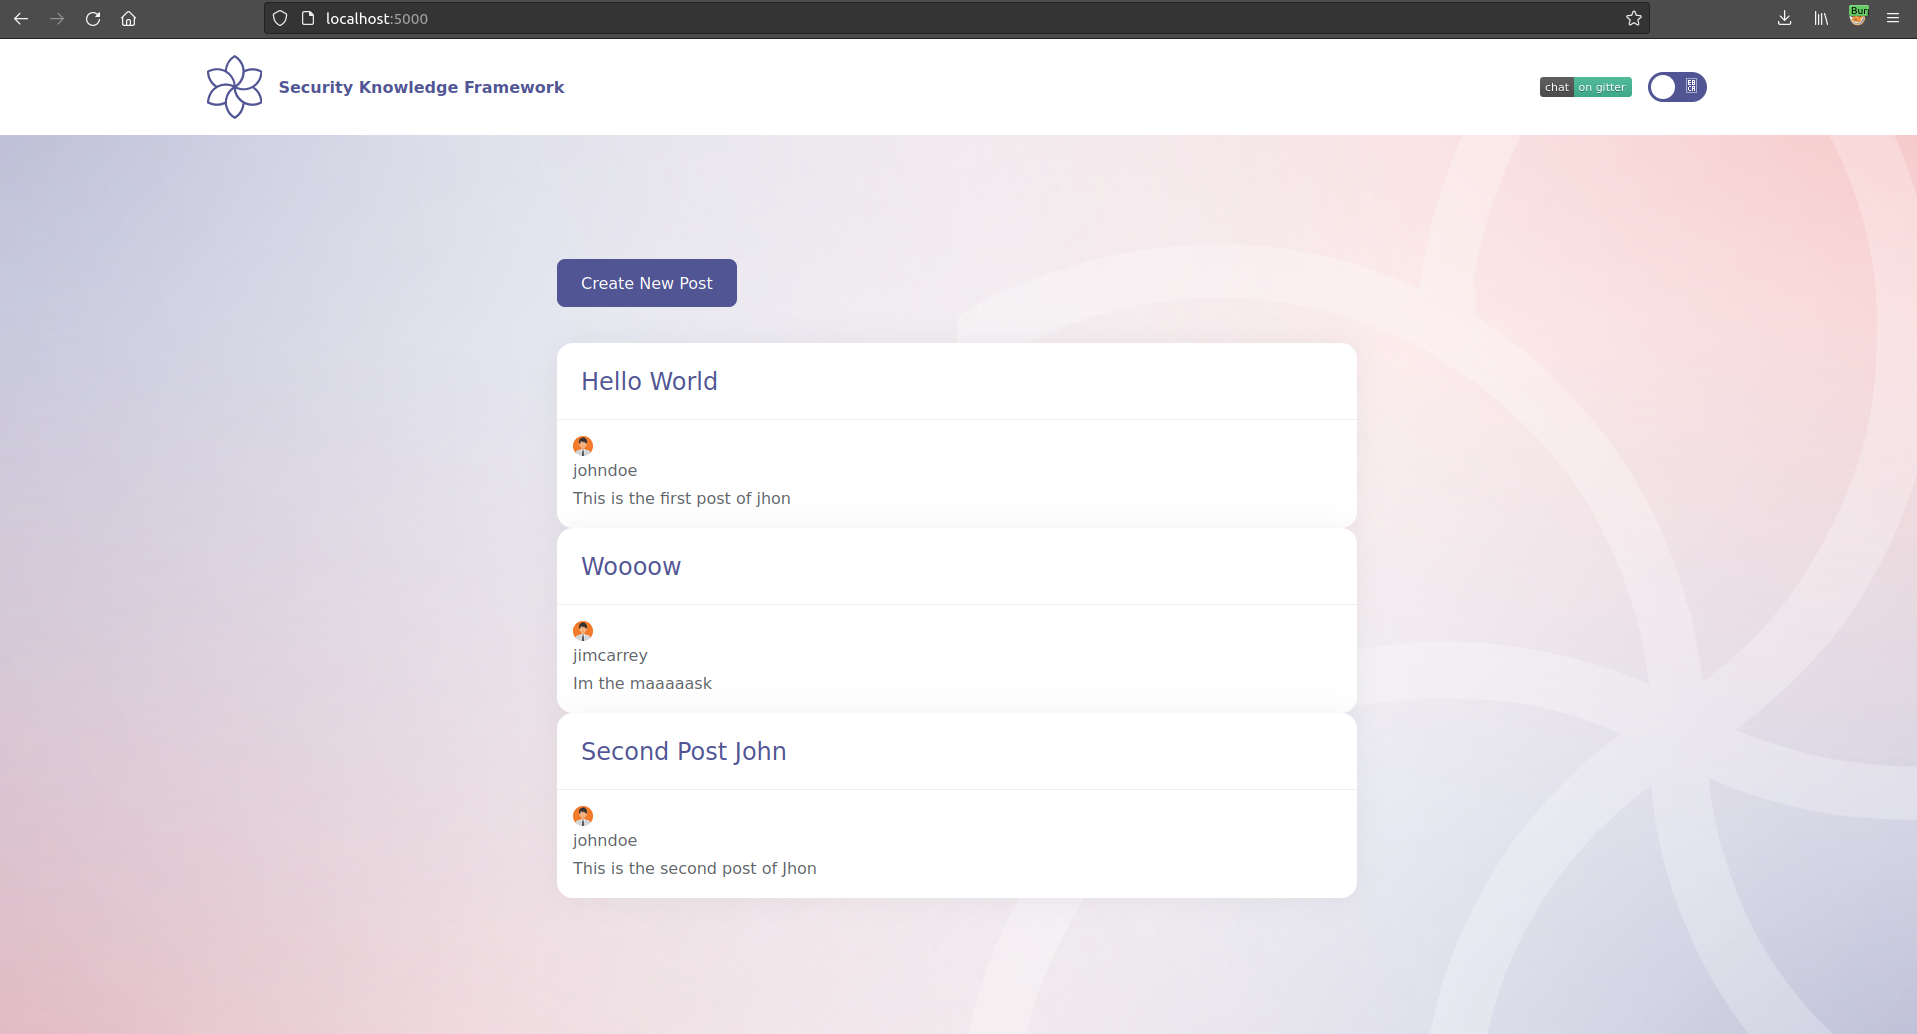 localhost:5000
Bur
Security Knowledge Framework
chat on gitter
Create New Post
Hello World
johndoe
This is the first post of jhon
Woooow
jimcarrey
Im the maaaaask
Second Post John
johndoe
This is the second post of Jhon